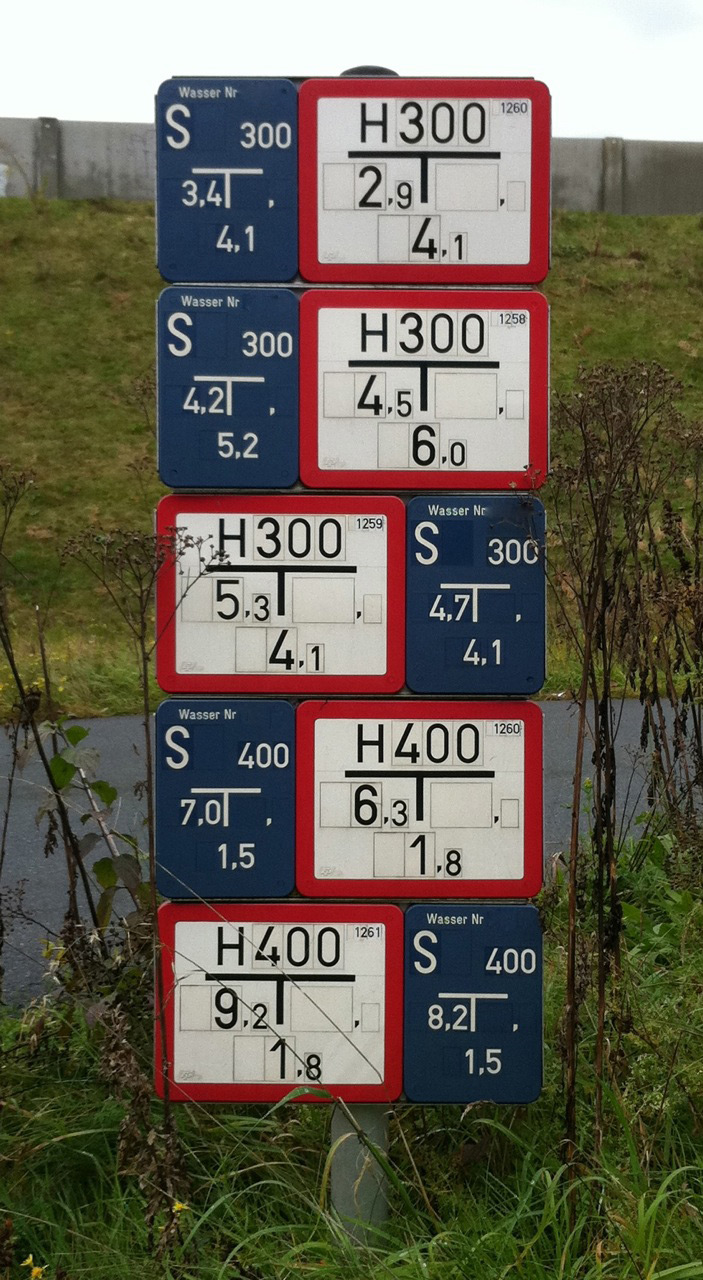 Wasser Nr
S 300
3,4 ,
4,1
H300 1260
2,9 ,
4,1
Wasser Nr
S 300
4,2 ,
5,2
H300 1258
4,5 ,
6,0
H300 1259
5,3 ,
4,1
Wasser Nr
S 300
4,7 ,
4,1
Wasser Nr
S 400
7,0 ,
1,5
H400 1260
6,3 ,
1,8
H400 1261
9,2 ,
1,8
Wasser Nr
S 400
8,2 ,
1,5